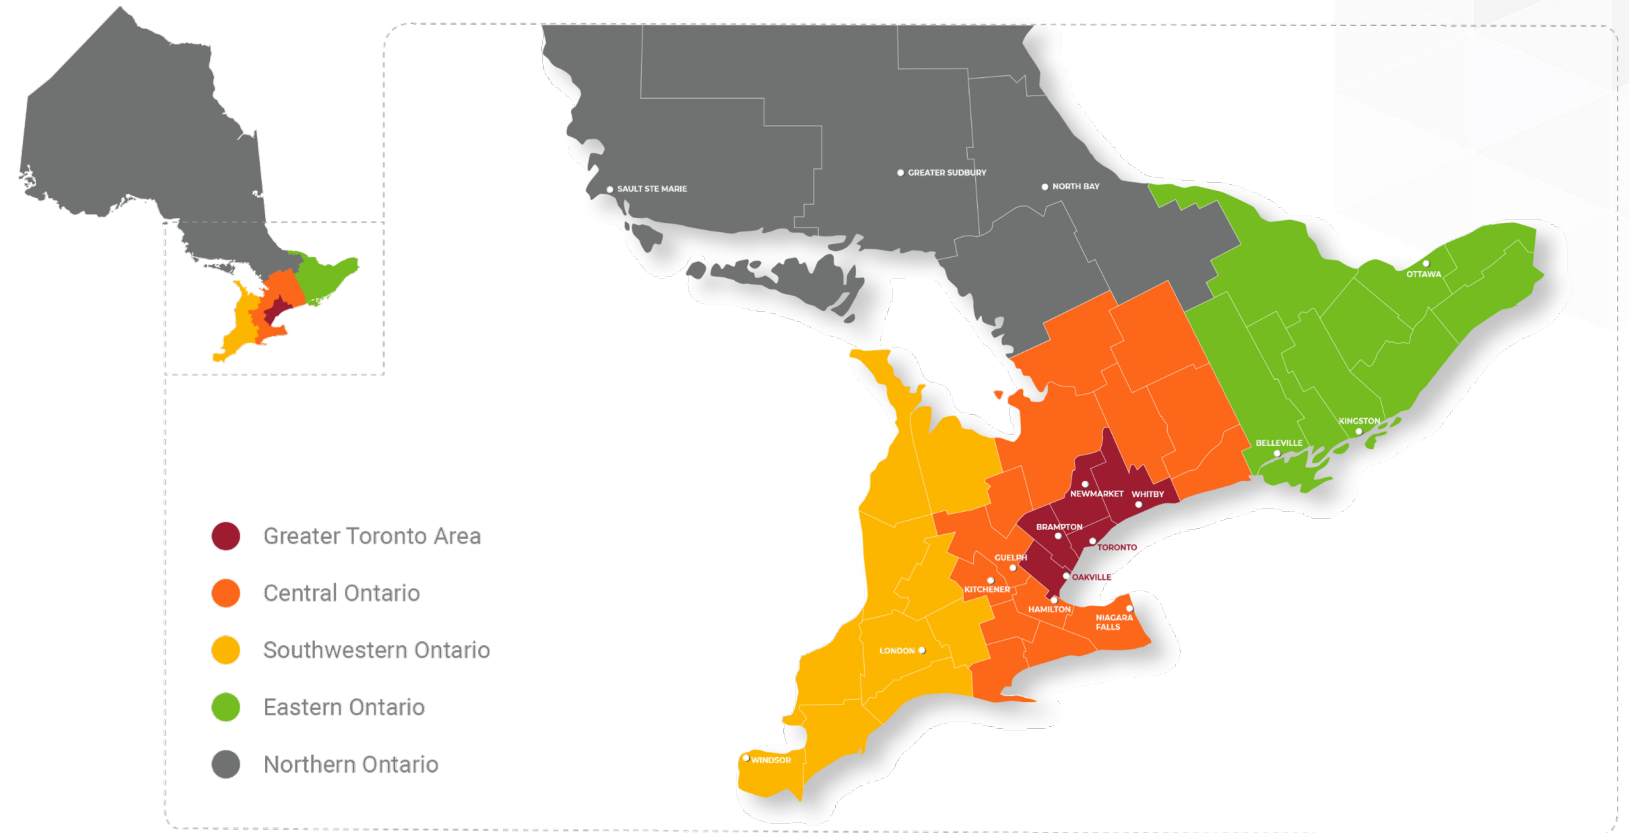 SAULT STE MARIE
GREATER SUDBURY
NORTH BAY
OTTAWA
KINGSTON
BELLEVILLE
NEWMARKET
WHITBY
BRAMPTON
TORONTO
GUELPH
OAKVILLE
KITCHENER
HAMILTON
NIAGARA
FALLS
LONDON
WINDSOR
Greater Toronto Area
Central Ontario
Southwestern Ontario
Eastern Ontario
Northern Ontario